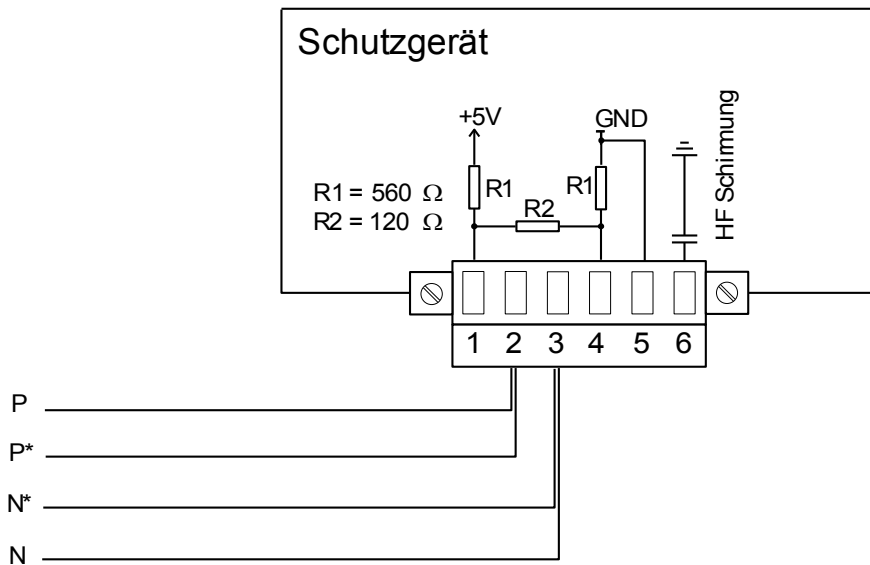 Schutzgerät
+5V
GND
HF Schirmung
R1 = 560 Ω
R1
R1
R2 = 120 Ω
R2
1 2 3 4 5 6
P
P*
N*
N